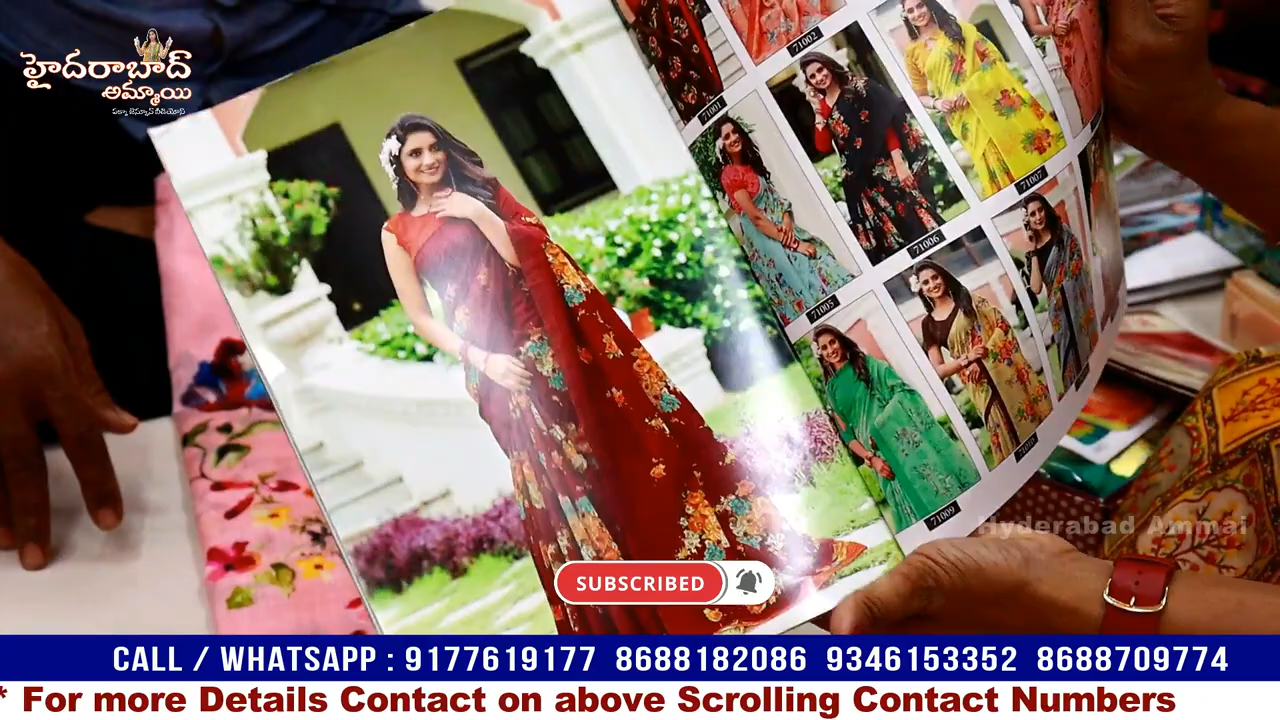 హైదరాబాద్
అమ్మాయి
71001
71002
71005
71006
71007
71009
71010
Hyderabad Ammai
SUBSCRIBED
CALL / WHATSAPP : 9177619177 8688182086 9346153352 8688709774
* For more Details Contact on above Scrolling Contact Numbers